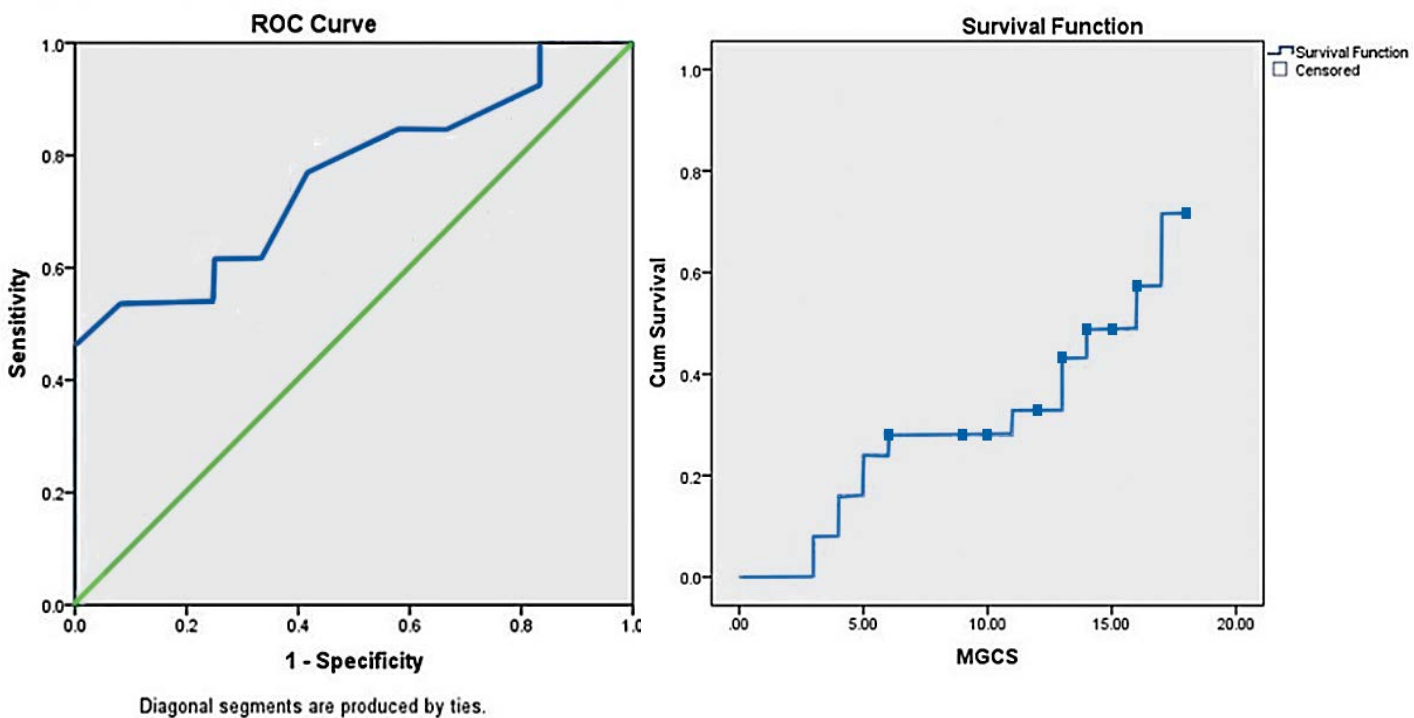 ROC Curve
Sensitivity
1.0
0.8
0.6
0.4
0.2
0.0
0.0 0.2 0.4 0.6 0.8 1.0
1 - Specificity
Diagonal segments are produced by ties.
Survival Function
Survival Function
Censored
Cum Survival
1.0
0.8
0.6
0.4
0.2
0.0
.00 5.00 10.00 15.00 20.00
MGCS